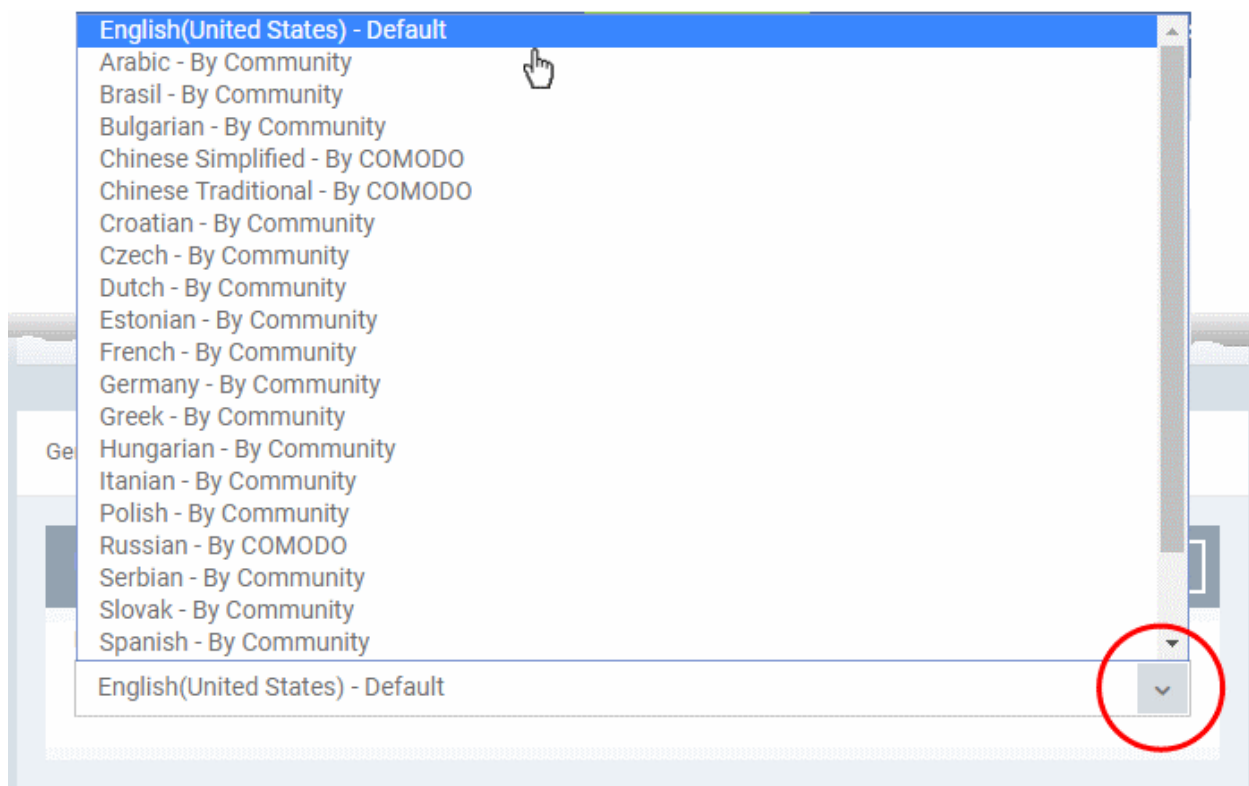 English(United States) - Default
Arabic - By Community
Brasil - By Community
Bulgarian - By Community
Chinese Simplified - By COMODO
Chinese Traditional - By COMODO
Croatian - By Community
Czech - By Community
Dutch - By Community
Estonian - By Community
French - By Community
Germany - By Community
Greek - By Community
Hungarian - By Community
Itanian - By Community
Polish - By Community
Russian - By COMODO
Serbian - By Community
Slovak - By Community
Spanish - By Community
English(United States) - Default